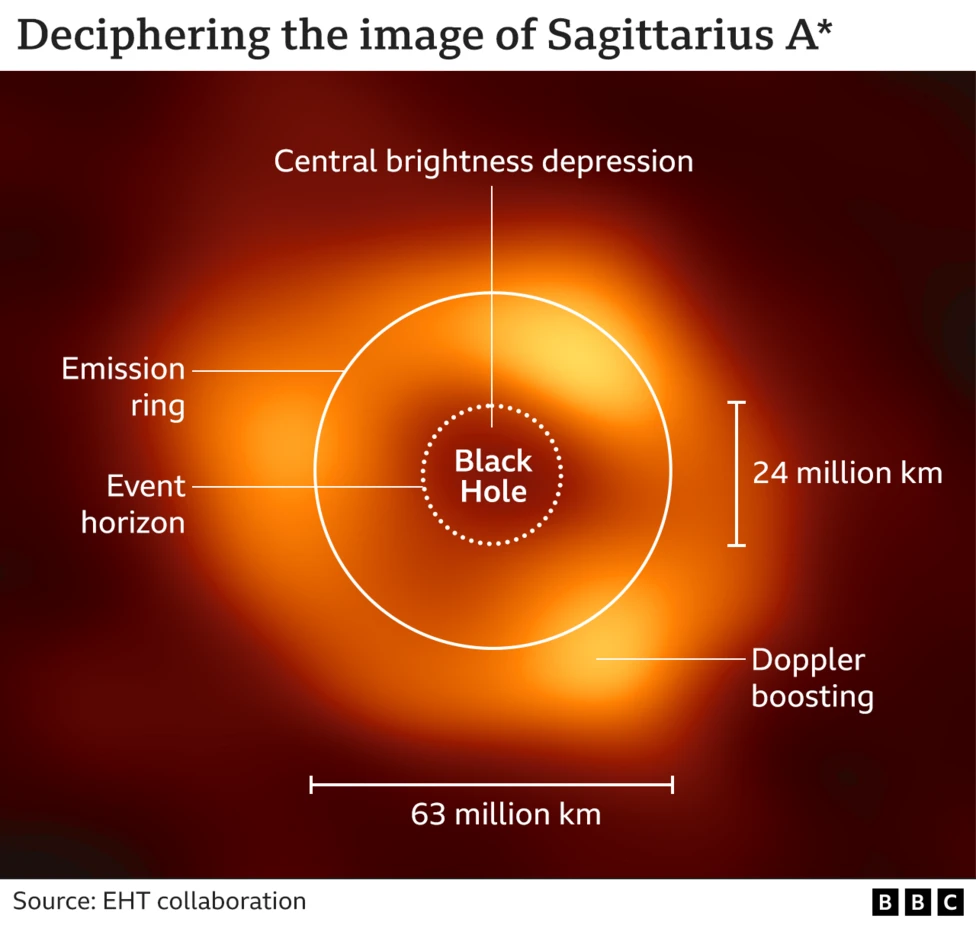 Deciphering the image of Sagittarius A*
Central brightness depression
Emission
ring
Black
Hole
Event
horizon
24 million km
Doppler
boosting
63 million km
Source: EHT collaboration
BBC